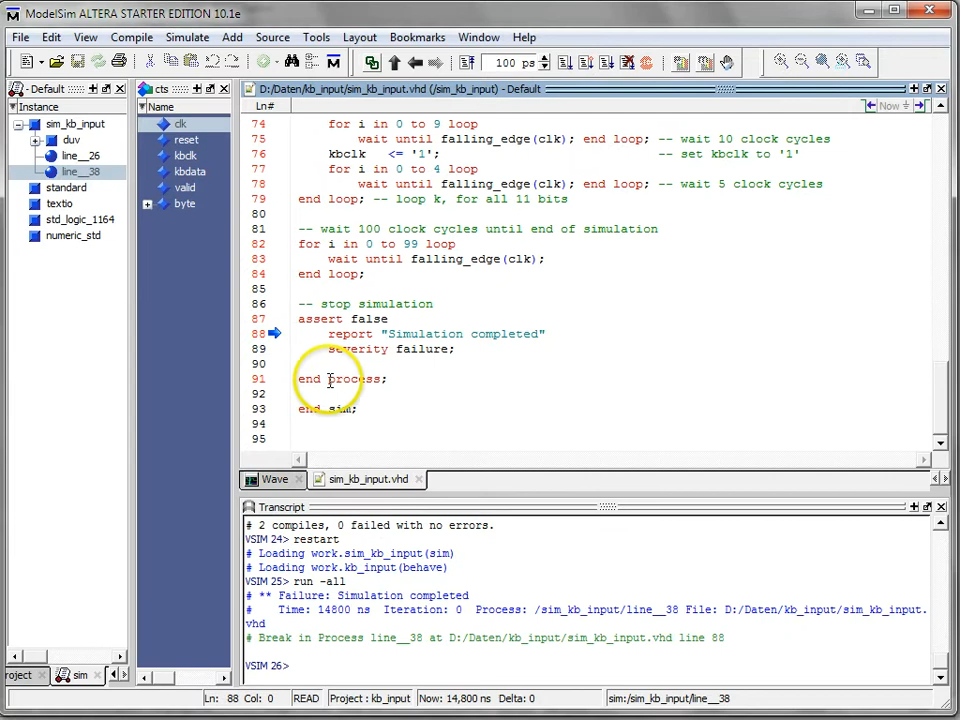 ModelSim ALTERA STARTER EDITION 10.1e
File Edit View Compile Simulate Add Source Tools Layout Bookmarks Window Help
100 ps
- Default
cts
D:/Daten/kb_input/sim_kb_input.vhd (/sim_kb_input) - Default
Instance
Name
Ln#
Now
sim_kb_input
duv
line__26
line__38
standard
textio
std_logic_1164
numeric_std
clk
reset
kbclk
kbdata
valid
byte
74 for i in 0 to 9 loop
75 wait until falling_edge(clk); end loop; -- wait 10 clock cycles
76 kbclk <= '1'; -- set kbclk to '1'
77 for i in 0 to 4 loop
78 wait until falling_edge(clk); end loop; -- wait 5 clock cycles
79 end loop; -- loop k, for all 11 bits
80
81 -- wait 100 clock cycles until end of simulation
82 for i in 0 to 99 loop
83 wait until falling_edge(clk);
84 end loop;
85
86 -- stop simulation
87 assert false
88 report "Simulation completed"
89 severity failure;
90
91 end process;
92
93 end sim;
94
95
Wave
sim_kb_input.vhd
Transcript
# 2 compiles, 0 failed with no errors.
VSIM 24> restart
# Loading work.sim_kb_input(sim)
# Loading work.kb_input(behave)
VSIM 25> run -all
# ** Failure: Simulation completed
# Time: 14800 ns Iteration: 0 Process: /sim_kb_input/line__38 File: D:/Daten/kb_input/sim_kb_input.
vhd
# Break in Process line__38 at D:/Daten/kb_input/sim_kb_input.vhd line 88
VSIM 26>
roject
sim
Ln: 88 Col: 0
READ
Project : kb_input
Now: 14,800 ns Delta: 0
sim:/sim_kb_input/line__38